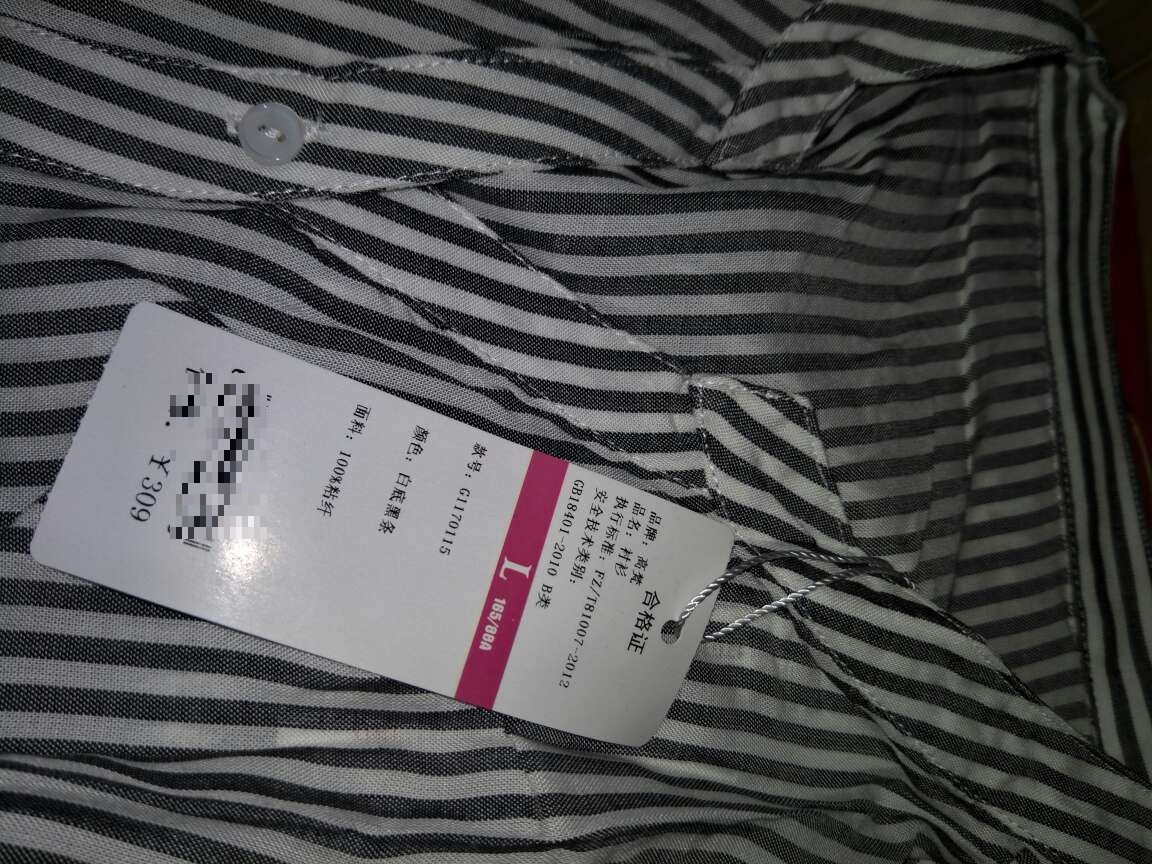 合格证
品牌：高梵
品名：衬衫
执行标准：FZ/T81007-2012
安全技术类别：
GB18401-2010 B类
L 165/88A
款号：G1170115
颜色：白底黑条
面料：100%粘纤
¥309